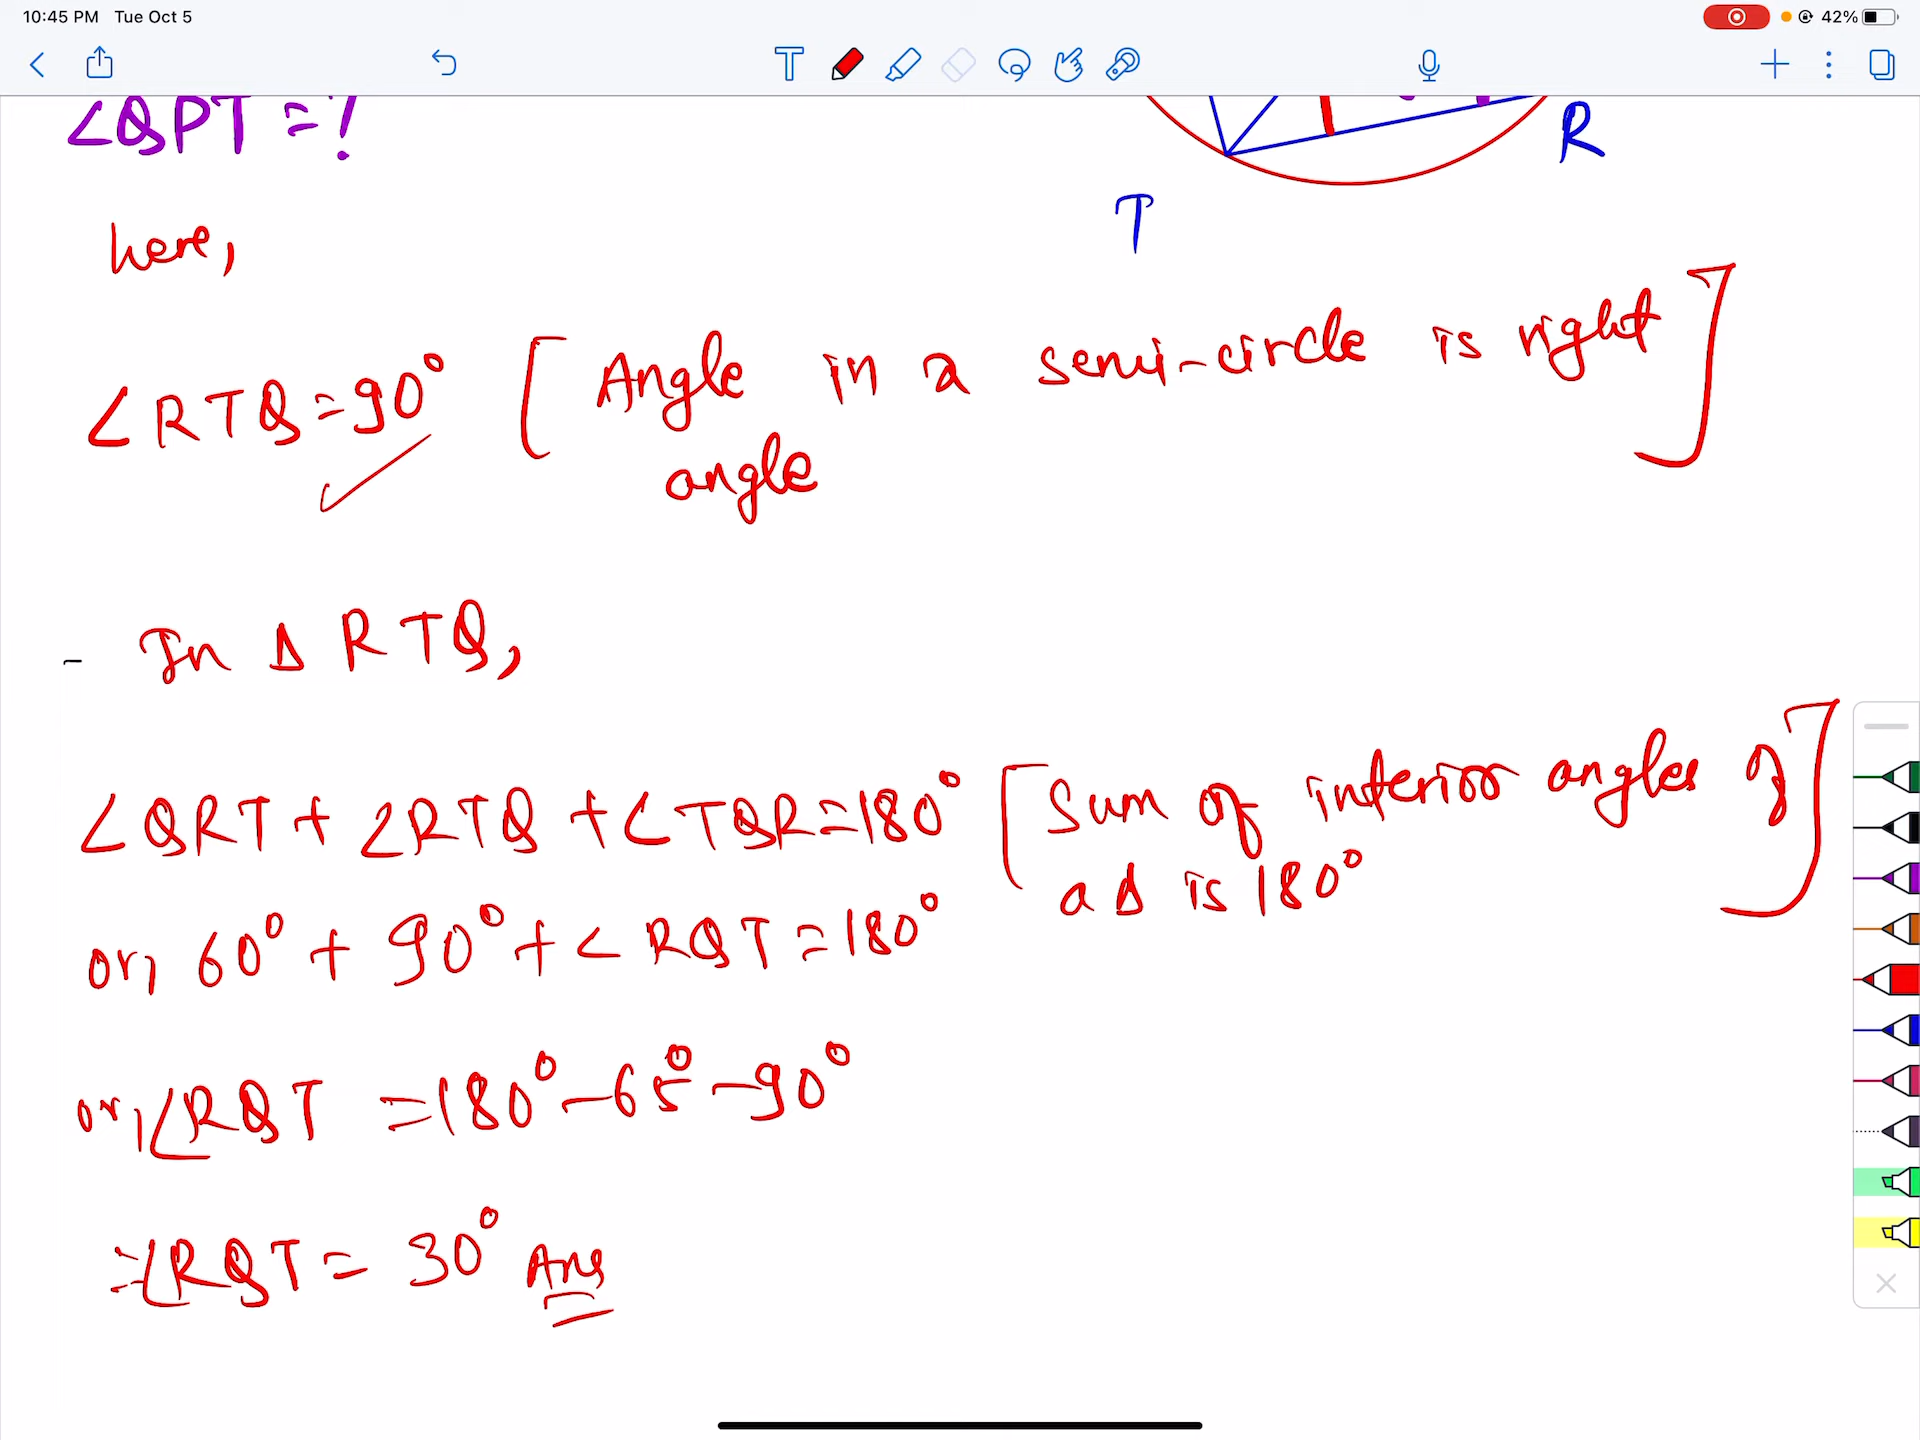 10:45 PM Tue Oct 5 42%
∠QPT = ?
R
T
here,
∠RTQ = 90° [Angle in a semi-circle is right
angle]
- In Δ RTQ,
∠QRT + ∠RTQ + ∠TQR = 180° [Sum of interior angles of
a Δ is 180°]
or, 60° + 90° + ∠RQT = 180°
or, ∠RQT = 180° - 65° - 90°
∴ ∠RQT = 30° Ans